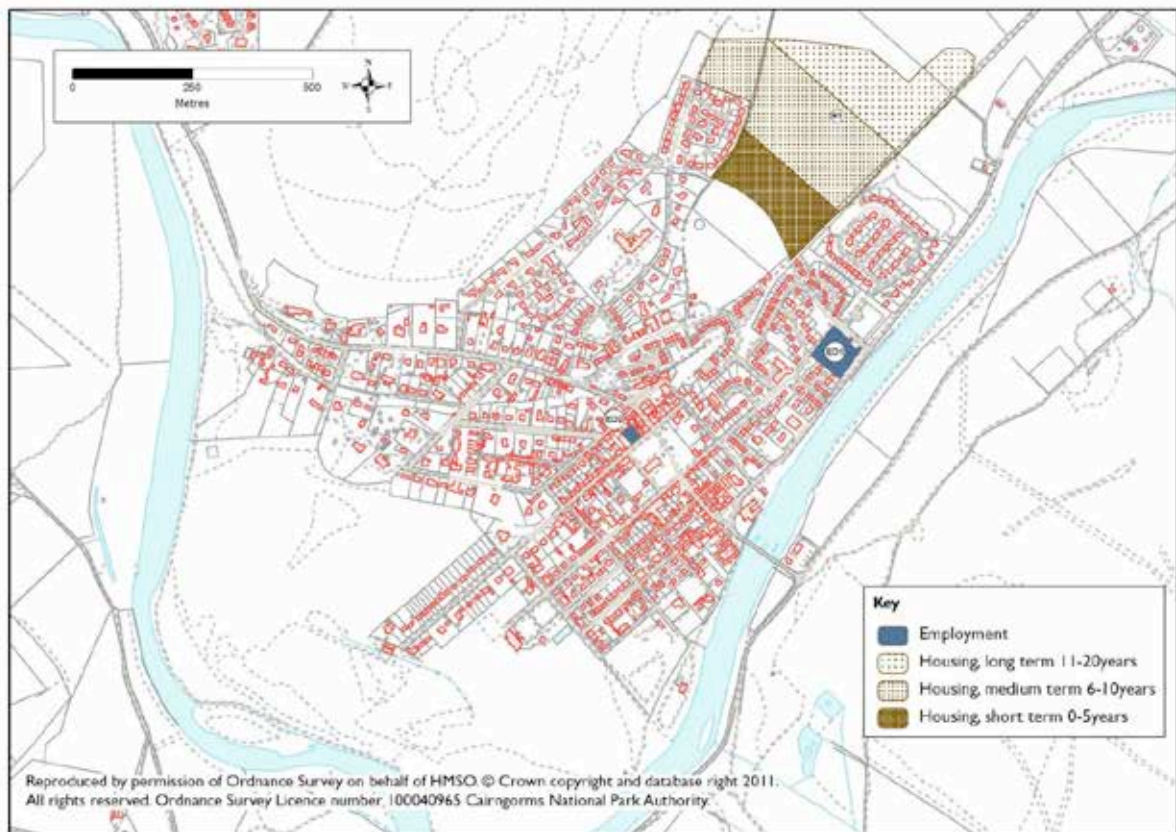 0 250 500
Metres
N
W E
S
H1
ED1
Key
Employment
Housing, long term 11-20years
Housing, medium term 6-10years
Housing, short term 0-5years
Reproduced by permission of Ordnance Survey on behalf of HMSO. © Crown copyright and database right 2011.
All rights reserved. Ordnance Survey Licence number 100040965 Cairngorms National Park Authority.